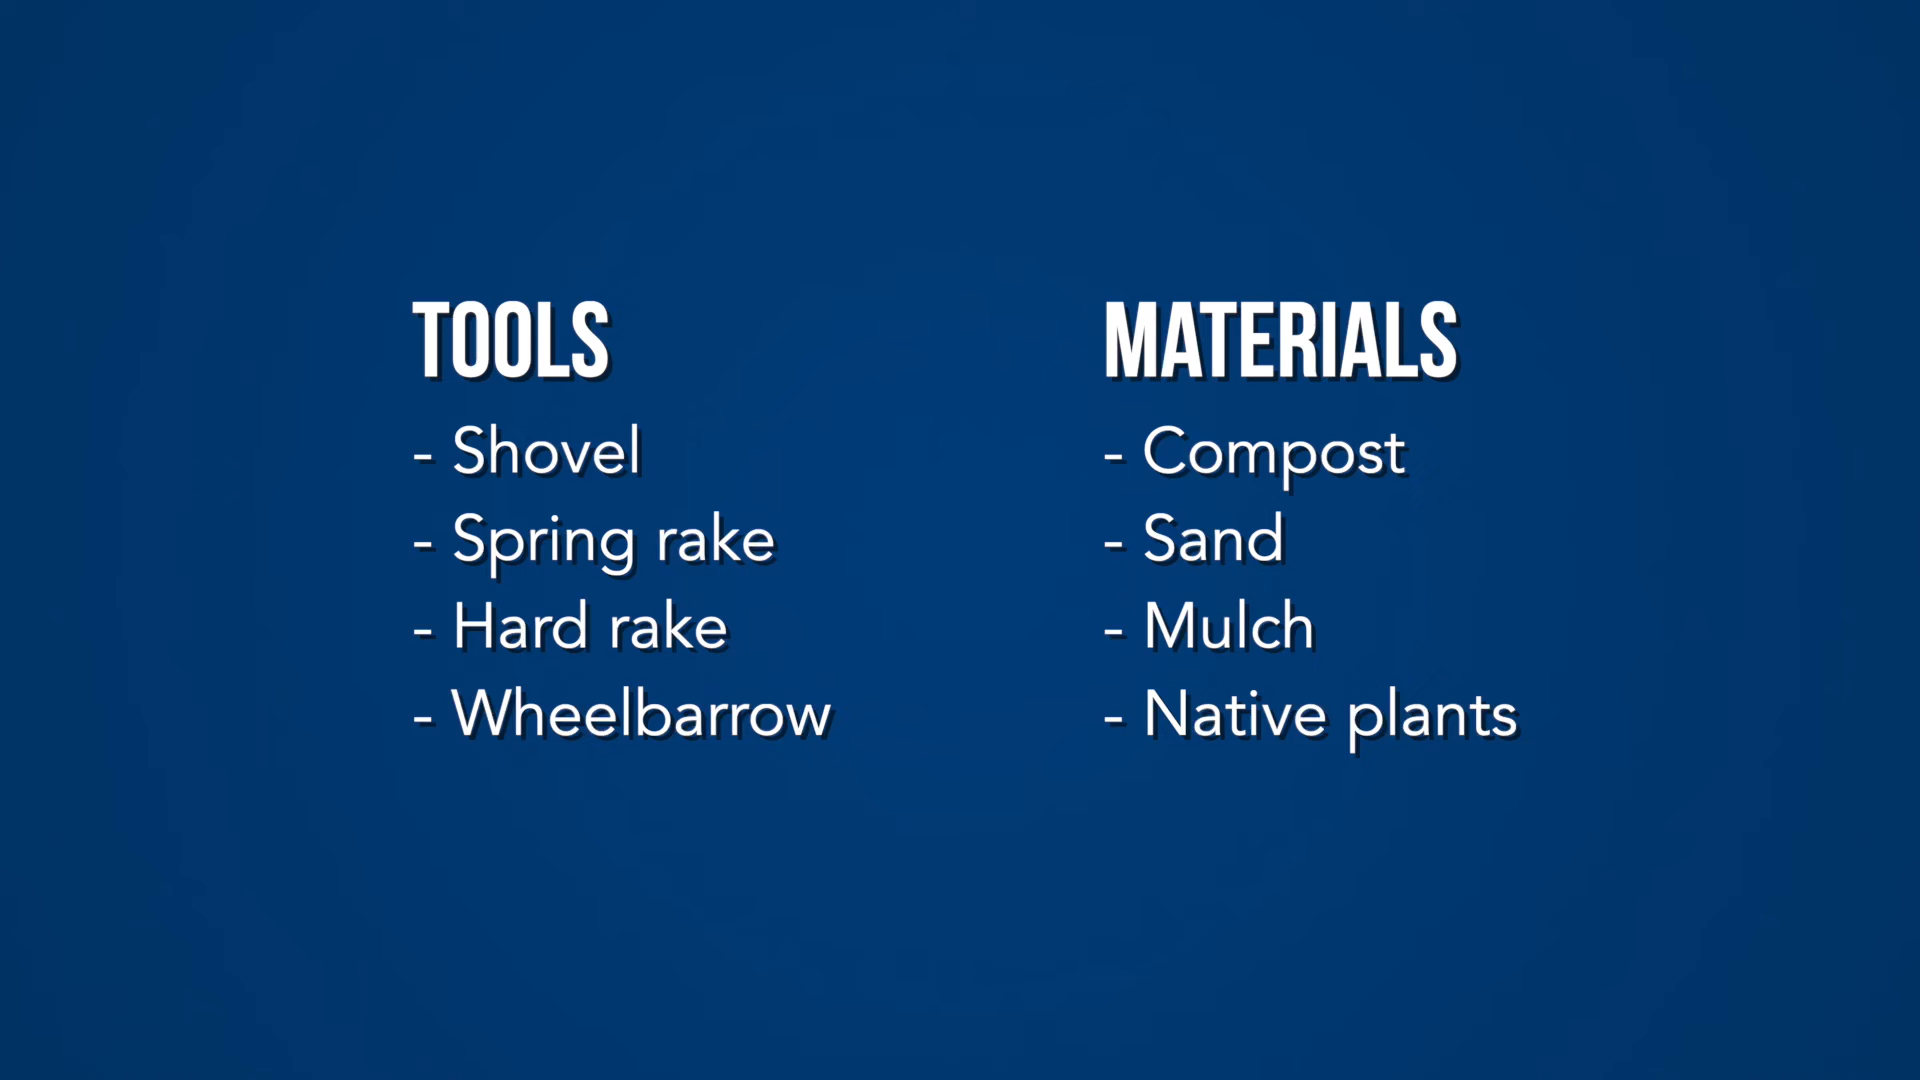 TOOLS
- Shovel
- Spring rake
- Hard rake
- Wheelbarrow
MATERIALS
- Compost
- Sand
- Mulch
- Native plants